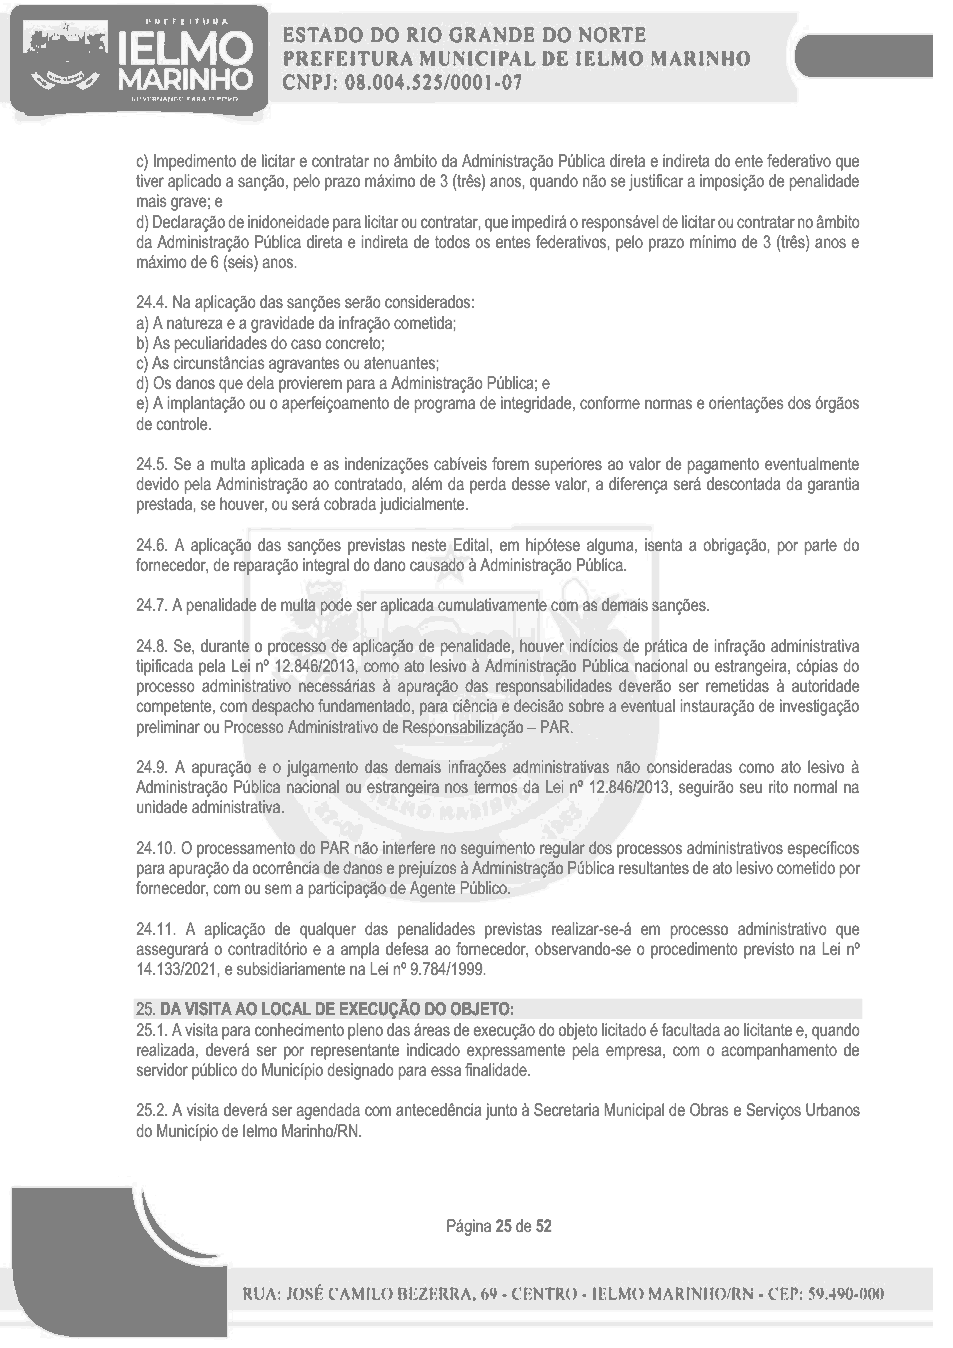 PREFEITURA
IELMO
MARINHO
GOVERNANDO PARA O POVO
ESTADO DO RIO GRANDE DO NORTE
PREFEITURA MUNICIPAL DE IELMO MARINHO
CNPJ: 08.004.525/0001-07
c) Impedimento de licitar e contratar no âmbito da Administração Pública direta e indireta do ente federativo que
tiver aplicado a sanção, pelo prazo máximo de 3 (três) anos, quando não se justificar a imposição de penalidade
mais grave; e
d) Declaração de inidoneidade para licitar ou contratar, que impedirá o responsável de licitar ou contratar no âmbito
da Administração Pública direta e indireta de todos os entes federativos, pelo prazo mínimo de 3 (três) anos e
máximo de 6 (seis) anos.
24.4. Na aplicação das sanções serão considerados:
a) A natureza e a gravidade da infração cometida;
b) As peculiaridades do caso concreto;
c) As circunstâncias agravantes ou atenuantes;
d) Os danos que dela provierem para a Administração Pública; e
e) A implantação ou o aperfeiçoamento de programa de integridade, conforme normas e orientações dos órgãos
de controle.
24.5. Se a multa aplicada e as indenizações cabíveis forem superiores ao valor de pagamento eventualmente
devido pela Administração ao contratado, além da perda desse valor, a diferença será descontada da garantia
prestada, se houver, ou será cobrada judicialmente.
24.6. A aplicação das sanções previstas neste Edital, em hipótese alguma, isenta a obrigação, por parte do
fornecedor, de reparação integral do dano causado à Administração Pública.
24.7. A penalidade de multa pode ser aplicada cumulativamente com as demais sanções.
24.8. Se, durante o processo de aplicação de penalidade, houver indícios de prática de infração administrativa
tipificada pela Lei nº 12.846/2013, como ato lesivo à Administração Pública nacional ou estrangeira, cópias do
processo administrativo necessárias à apuração das responsabilidades deverão ser remetidas à autoridade
competente, com despacho fundamentado, para ciência e decisão sobre a eventual instauração de investigação
preliminar ou Processo Administrativo de Responsabilização – PAR.
24.9. A apuração e o julgamento das demais infrações administrativas não consideradas como ato lesivo à
Administração Pública nacional ou estrangeira nos termos da Lei nº 12.846/2013, seguirão seu rito normal na
unidade administrativa.
IELMO MARINHO
24.10. O processamento do PAR não interfere no seguimento regular dos processos administrativos específicos
para apuração da ocorrência de danos e prejuízos à Administração Pública resultantes de ato lesivo cometido por
fornecedor, com ou sem a participação de Agente Público.
24.11. A aplicação de qualquer das penalidades previstas realizar-se-á em processo administrativo que
assegurará o contraditório e a ampla defesa ao fornecedor, observando-se o procedimento previsto na Lei nº
14.133/2021, e subsidiariamente na Lei nº 9.784/1999.
25. DA VISITA AO LOCAL DE EXECUÇÃO DO OBJETO:
25.1. A visita para conhecimento pleno das áreas de execução do objeto licitado é facultada ao licitante e, quando
realizada, deverá ser por representante indicado expressamente pela empresa, com o acompanhamento de
servidor público do Município designado para essa finalidade.
25.2. A visita deverá ser agendada com antecedência junto à Secretaria Municipal de Obras e Serviços Urbanos
do Município de Ielmo Marinho/RN.
Página 25 de 52
RUA: JOSÉ CAMILO BEZERRA, 69 - CENTRO - IELMO MARINHO/RN - CEP: 59.490-000